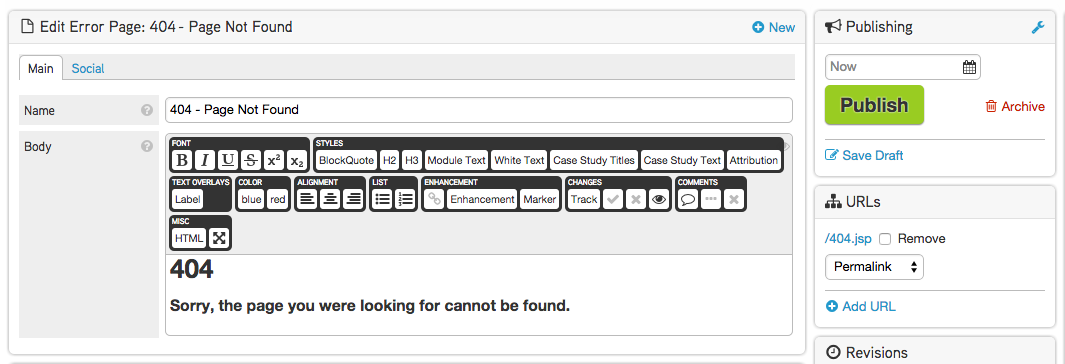 Edit Error Page: 404 - Page Not Found
New
Main
Social
Name
?
404 - Page Not Found
Body
?
FONT
B I U S x² x₂
STYLES
BlockQuote H2 H3 Module Text White Text Case Study Titles Case Study Text Attribution
TEXT OVERLAYS
Label
COLOR
blue red
ALIGNMENT
LIST
ENHANCEMENT
Enhancement Marker
CHANGES
Track
COMMENTS
MISC
HTML
404
Sorry, the page you were looking for cannot be found.
Publishing
Now
Publish
Archive
Save Draft
URLs
/404.jsp
Remove
Permalink
Add URL
Revisions